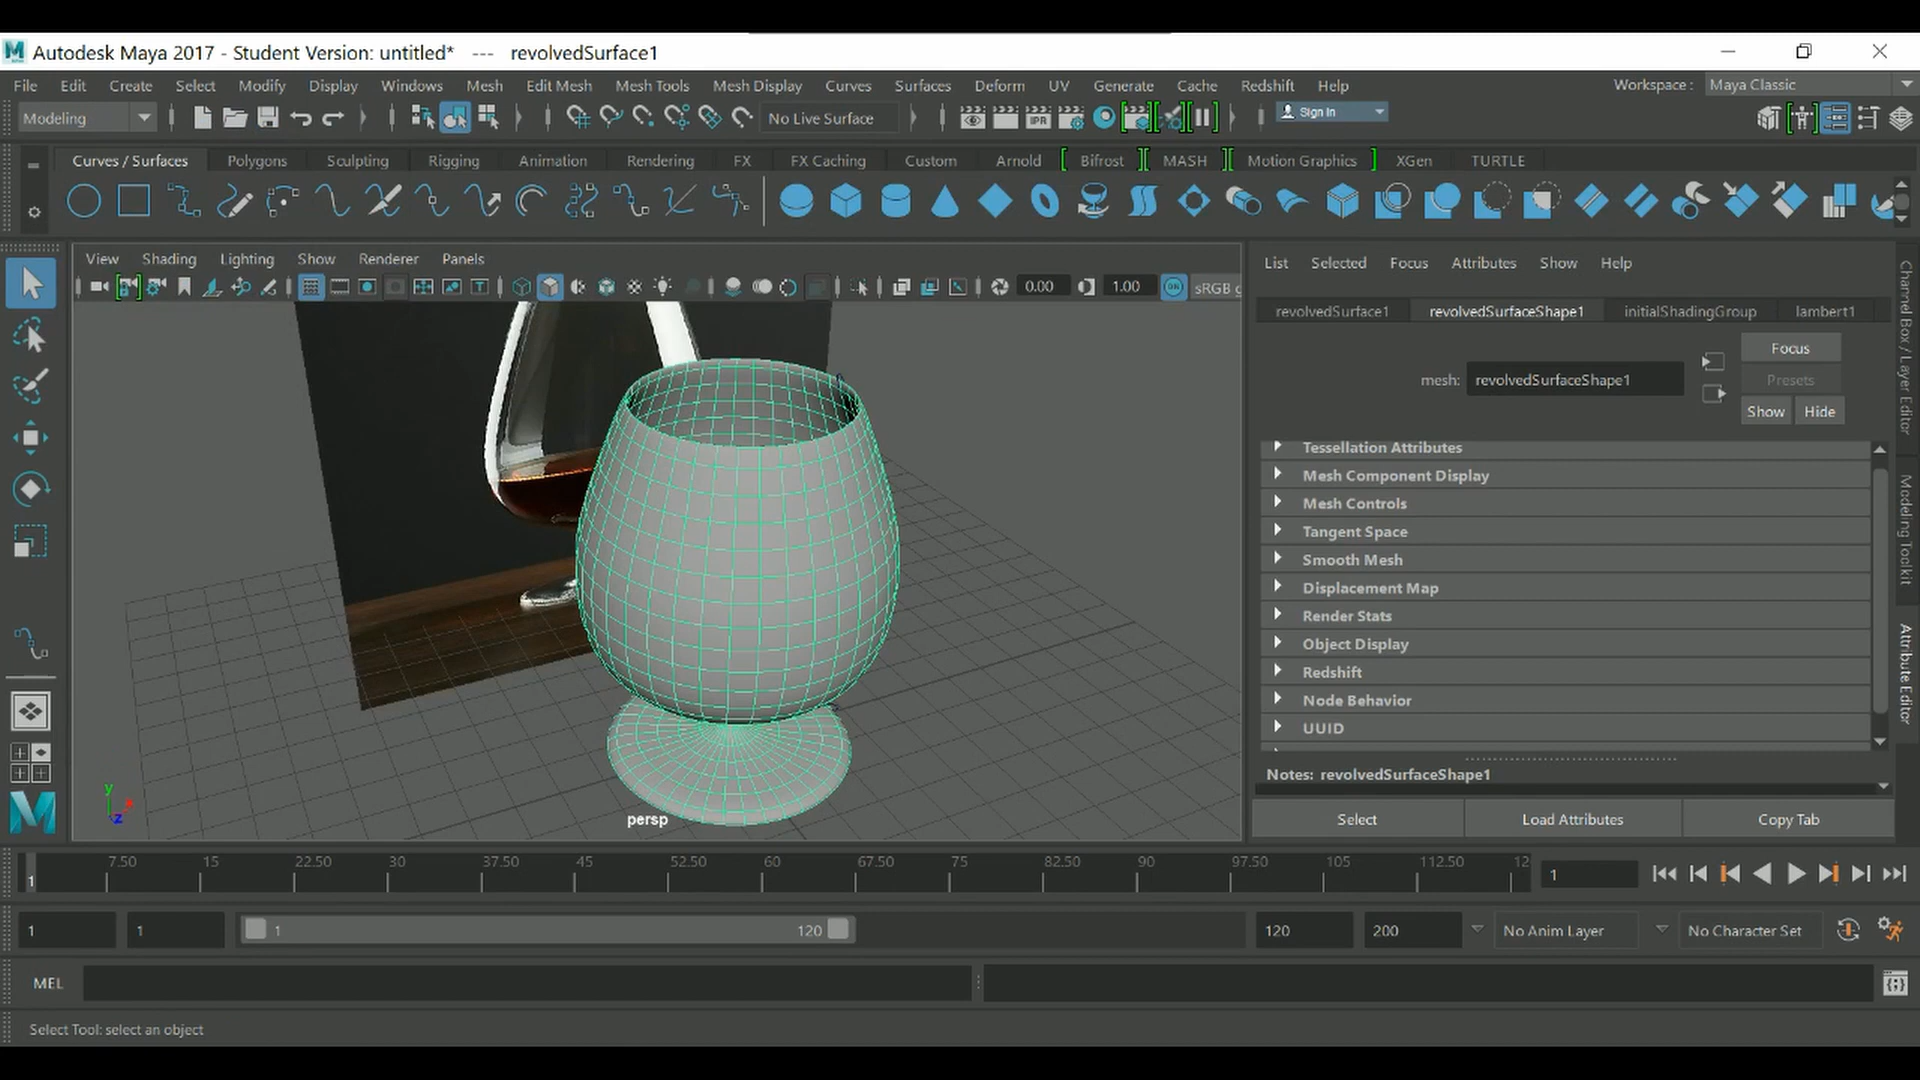 Autodesk Maya 2017 - Student Version: untitled* --- revolvedSurface1
File Edit Create Select Modify Display Windows Mesh Edit Mesh Mesh Tools Mesh Display Curves Surfaces Deform UV Generate Cache Redshift Help Workspace : Maya Classic
Modeling No Live Surface IPR Sign In
Curves / Surfaces Polygons Sculpting Rigging Animation Rendering FX FX Caching Custom Arnold Bifrost MASH Motion Graphics XGen TURTLE
View Shading Lighting Show Renderer Panels
0.00 1.00 ON sRGB g
List Selected Focus Attributes Show Help
revolvedSurface1 revolvedSurfaceShape1 initialShadingGroup lambert1
mesh: revolvedSurfaceShape1
Focus
Presets
Show Hide
Tessellation Attributes
Mesh Component Display
Mesh Controls
Tangent Space
Smooth Mesh
Displacement Map
Render Stats
Object Display
Redshift
Node Behavior
UUID
Notes: revolvedSurfaceShape1
Select Load Attributes Copy Tab
Channel Box / Layer Editor
Modeling Toolkit
Attribute Editor
y
x
z
persp
7.50 15 22.50 30 37.50 45 52.50 60 67.50 75 82.50 90 97.50 105 112.50 12
1 1
1 1 1 120 120 200 No Anim Layer No Character Set
MEL
Select Tool: select an object